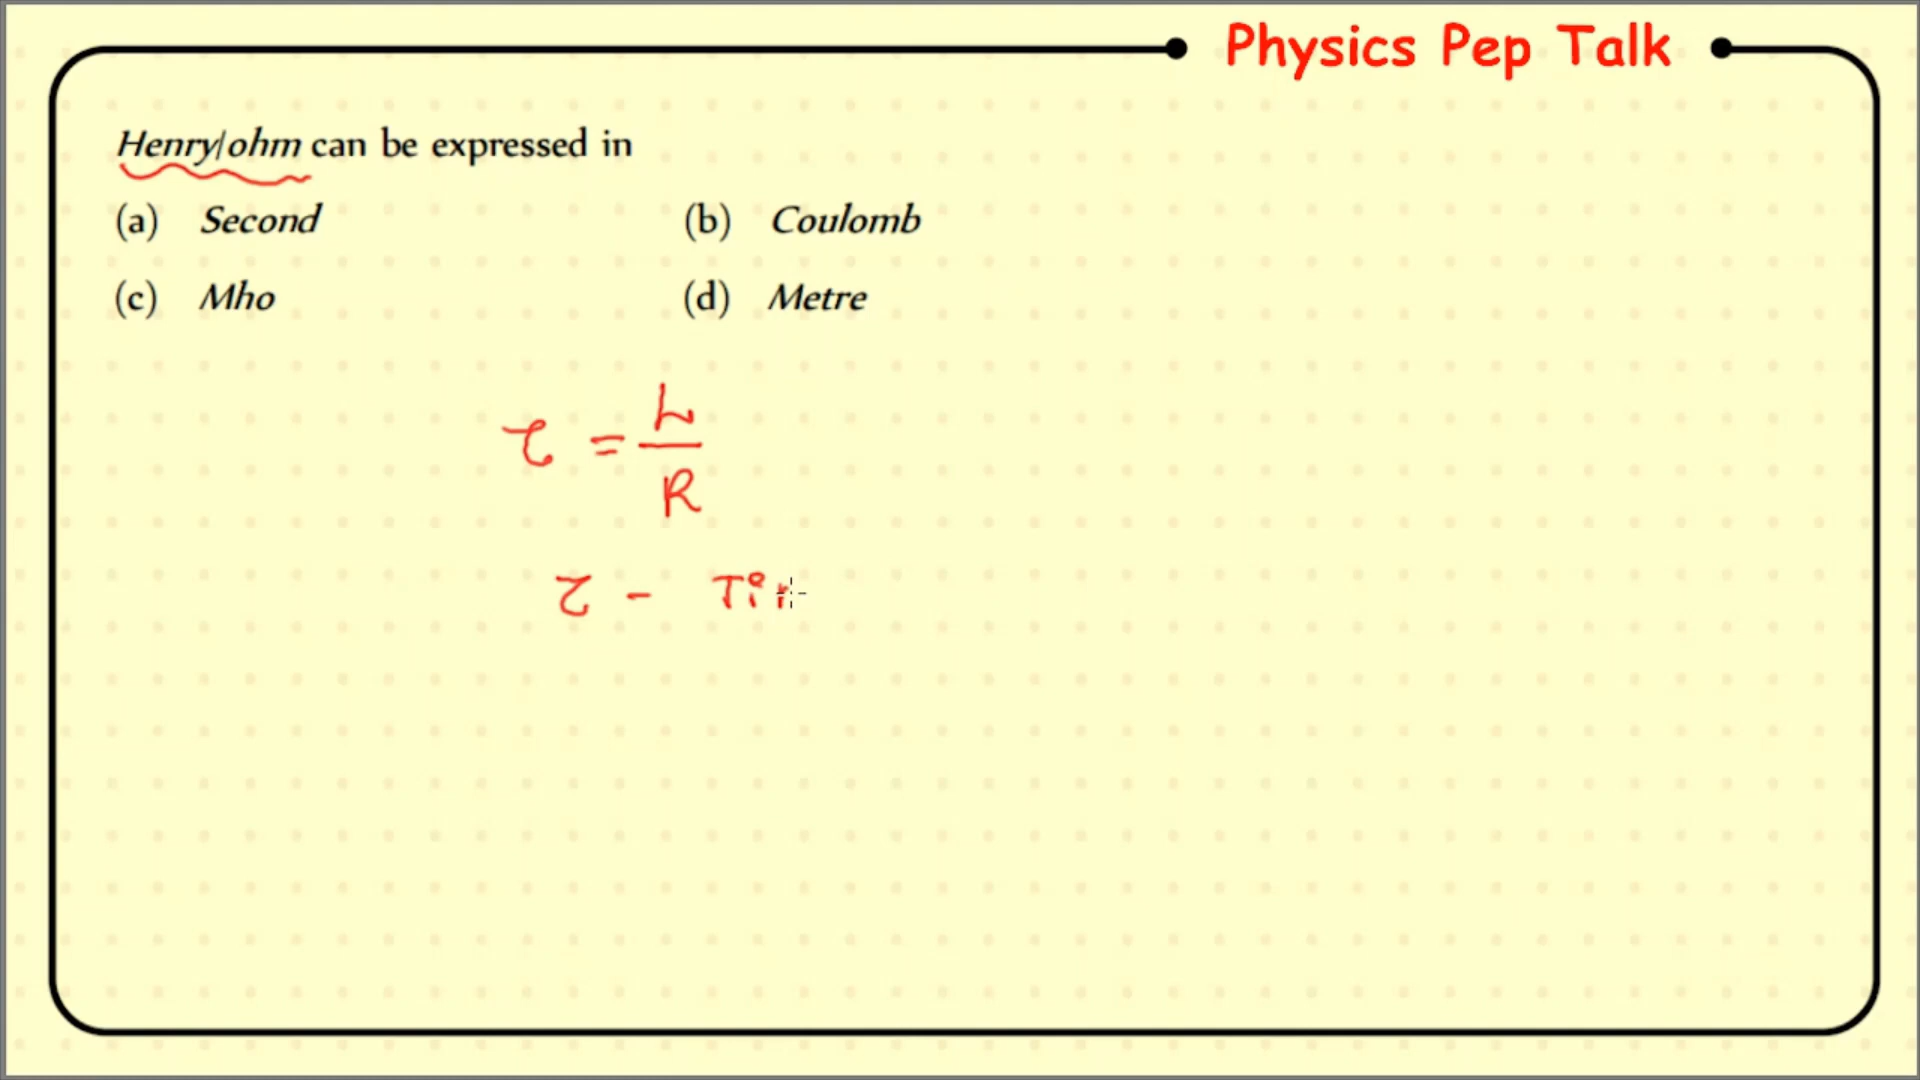 Physics Pep Talk
Henry/ohm can be expressed in
(a) Second (b) Coulomb
(c) Mho (d) Metre
τ = L/R
τ -